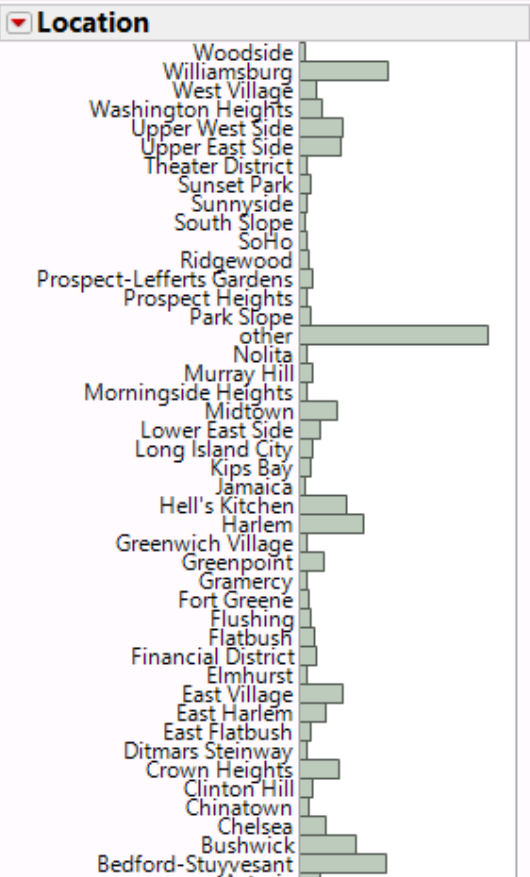 Location
Woodside
Williamsburg
West Village
Washington Heights
Upper West Side
Upper East Side
Theater District
Sunset Park
Sunnyside
South Slope
SoHo
Ridgewood
Prospect-Lefferts Gardens
Prospect Heights
Park Slope
other
Nolita
Murray Hill
Morningside Heights
Midtown
Lower East Side
Long Island City
Kips Bay
Jamaica
Hell's Kitchen
Harlem
Greenwich Village
Greenpoint
Gramercy
Fort Greene
Flushing
Flatbush
Financial District
Elmhurst
East Village
East Harlem
East Flatbush
Ditmars Steinway
Crown Heights
Clinton Hill
Chinatown
Chelsea
Bushwick
Bedford-Stuyvesant